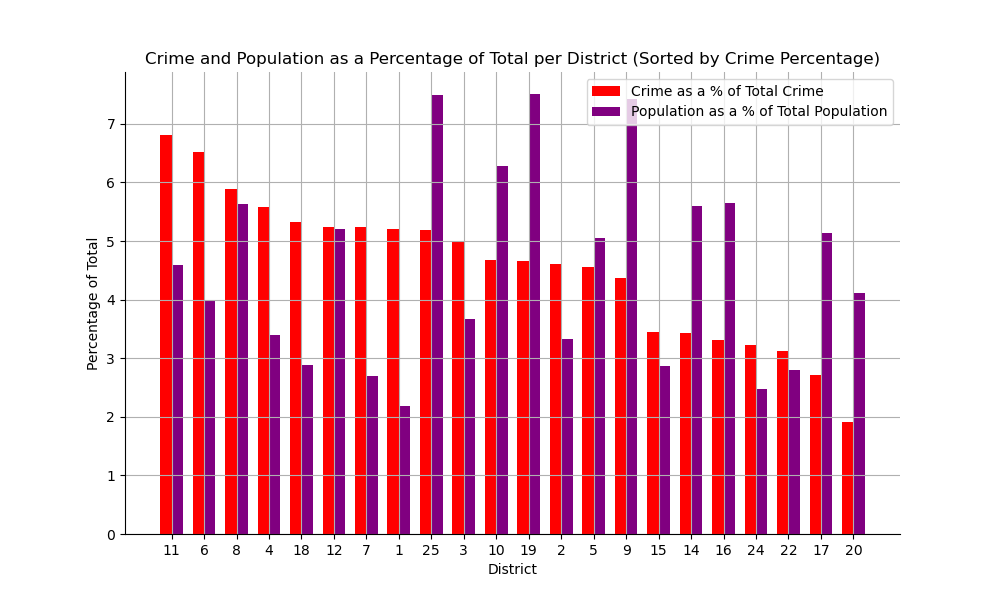 Crime and Population as a Percentage of Total per District (Sorted by Crime Percentage)
Crime as a % of Total Crime
Population as a % of Total Population
Percentage of Total
7
6
5
4
3
2
1
0
11 6 8 4 18 12 7 1 25 3 10 19 2 5 9 15 14 16 24 22 17 20
District